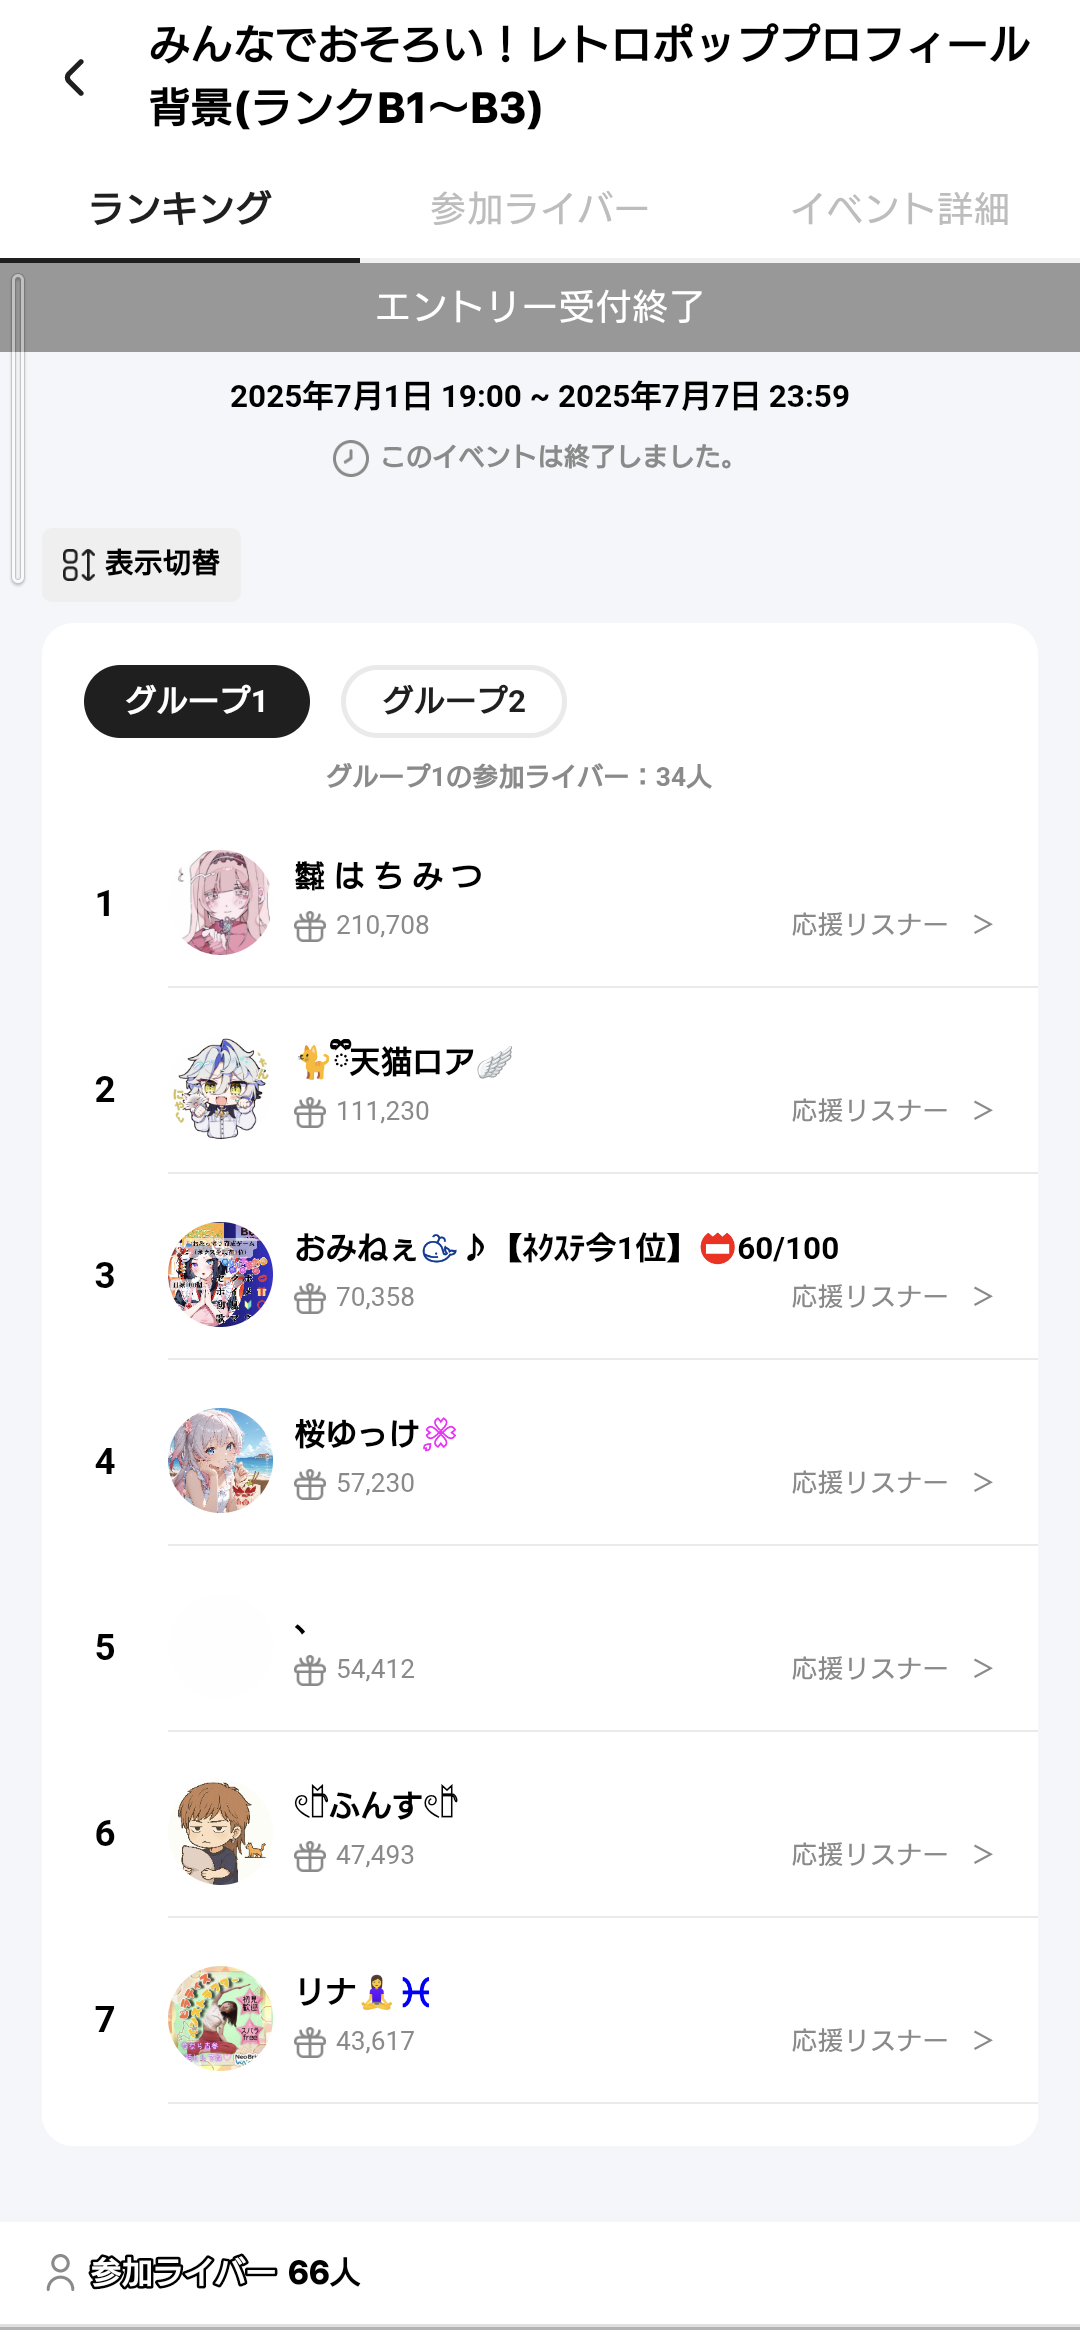 みんなでおそろい！レトロポッププロフィール
背景(ランクB1～B3)
ランキング 参加ライバー イベント詳細
エントリー受付終了
2025年7月1日 19:00 ~ 2025年7月7日 23:59
このイベントは終了しました。
表示切替
グループ1 グループ2
グループ1の参加ライバー：34人
1
は ち み つ
210,708 応援リスナー >
2
🐈天猫ロア🪽
111,230 応援リスナー >
3
おみねぇ🐳♪【ﾈｸｽﾃ今1位】📛60/100
70,358 応援リスナー >
4
桜ゆっけ🌸
57,230 応援リスナー >
5
、
54,412 応援リスナー >
6
ふんす
47,493 応援リスナー >
7
リナ🧘‍♀️♓
43,617 応援リスナー >
参加ライバー 66人